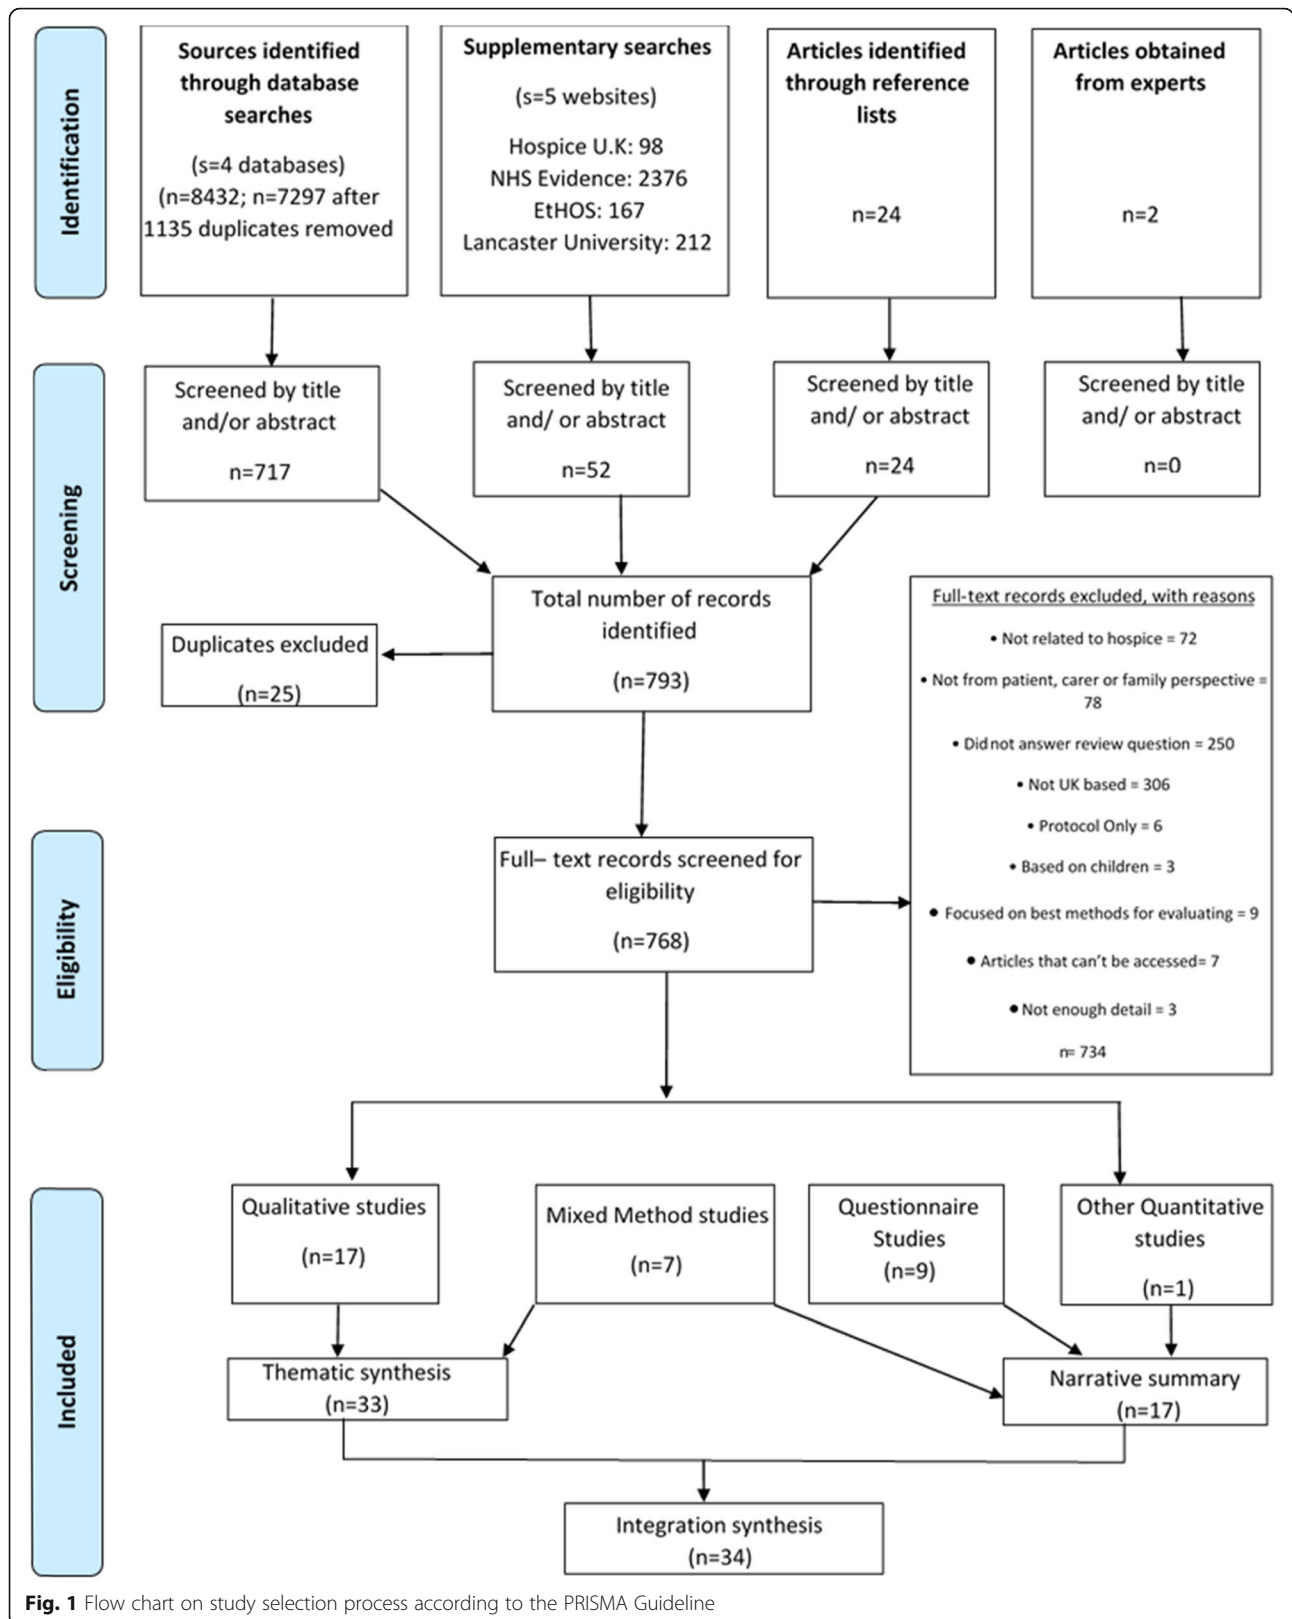 Identification
Sources identified
through database
searches
(s=4 databases)
(n=8432; n=7297 after
1135 duplicates removed
Supplementary searches
(s=5 websites)
Hospice U.K: 98
NHS Evidence: 2376
EtHOS: 167
Lancaster University: 212
Articles identified
through reference
lists
n=24
Articles obtained
from experts
n=2
Screening
Screened by title
and/or abstract
n=717
Screened by title
and/ or abstract
n=52
Screened by title
and/ or abstract
n=24
Screened by title
and/ or abstract
n=0
Total number of records
identified
(n=793)
Duplicates excluded
(n=25)
Full-text records excluded, with reasons
• Not related to hospice = 72
• Not from patient, carer or family perspective =
78
• Did not answer review question = 250
• Not UK based = 306
• Protocol Only = 6
• Based on children = 3
• Focused on best methods for evaluating = 9
• Articles that can't be accessed= 7
• Not enough detail = 3
n= 734
Eligibility
Full– text records screened for
eligibility
(n=768)
Included
Qualitative studies
(n=17)
Mixed Method studies
(n=7)
Questionnaire
Studies
(n=9)
Other Quantitative
studies
(n=1)
Thematic synthesis
(n=33)
Narrative summary
(n=17)
Integration synthesis
(n=34)
Fig. 1 Flow chart on study selection process according to the PRISMA Guideline